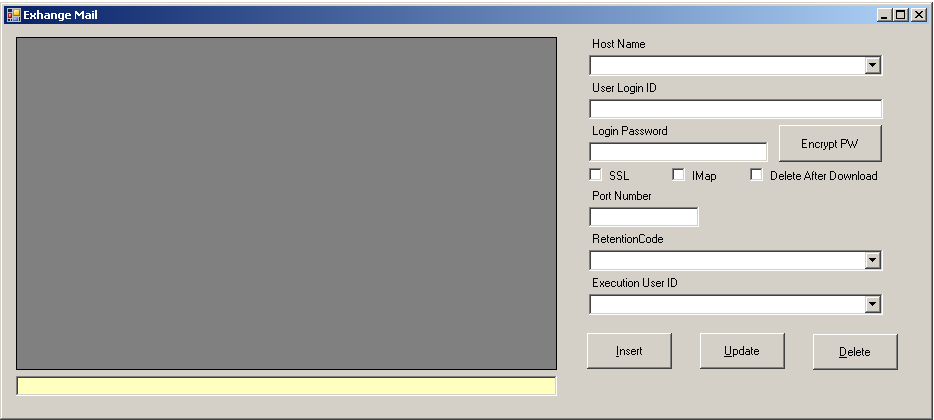 Exhange Mail
Host Name
User Login ID
Login Password
Encrypt PW
SSL IMap Delete After Download
Port Number
RetentionCode
Execution User ID
Insert Update Delete